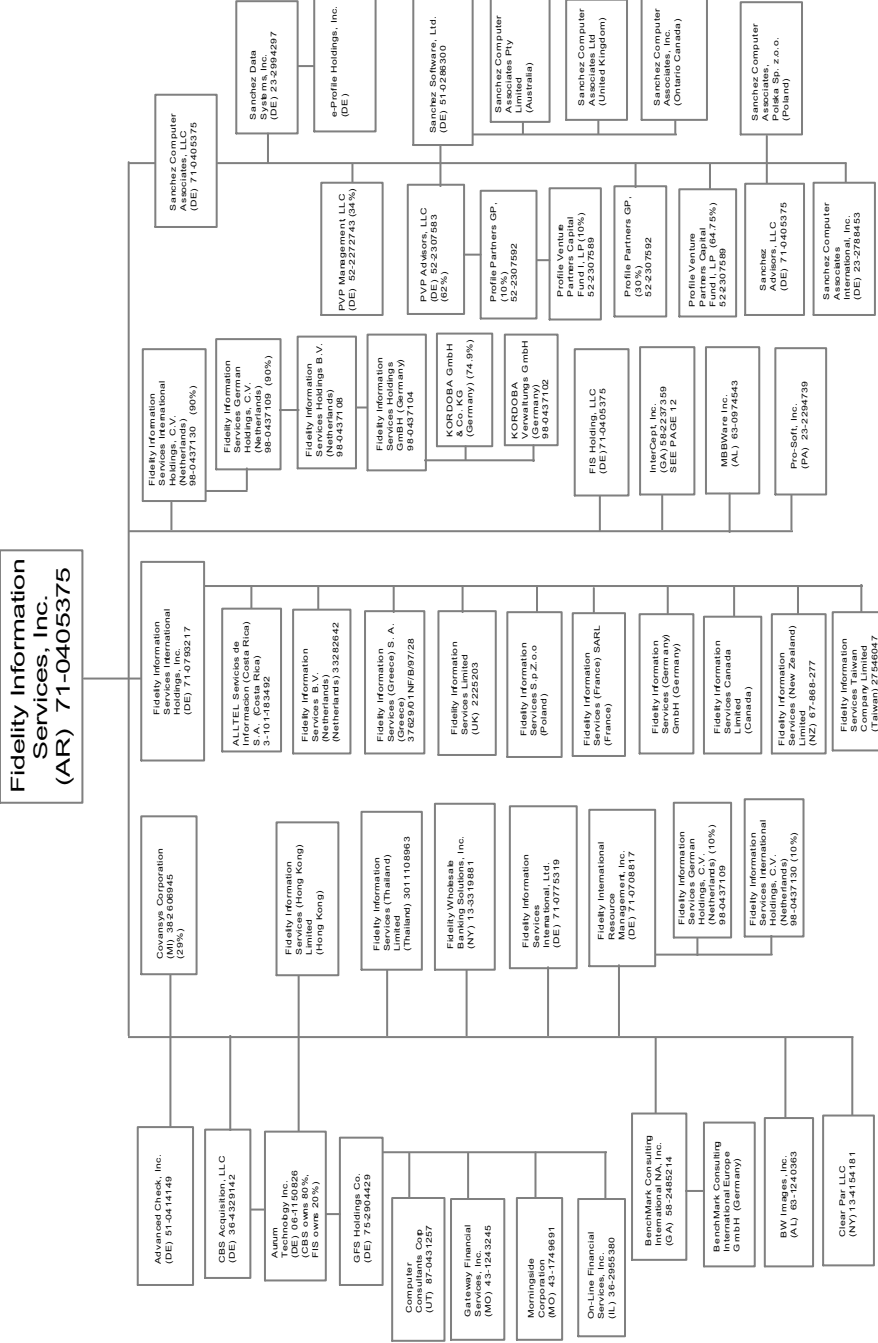 Fidelity Information
Services, Inc.
(AR) 71-0405375
Advanced Check, Inc.
(DE) 51-0414149
CBS Acquisition, LLC
(DE) 36-4329142
Aurum
Technology Inc.
(DE) 06-1150826
(CBS owns 80%,
FIS owns 20%)
GFS Holdings Co.
(DE) 75-2904429
Computer
Consultants Corp
(UT) 87-0431257
Gateway Financial
Services, Inc.
(MO) 43-1243245
Morningside
Corporation
(MO) 43-1749691
On-Line Financial
Services, Inc.
(IL) 36-2955380
BenchMark Consulting
International NA, Inc.
(GA) 58-2485214
BenchMark Consulting
International Europe
GmbH (Germany)
BW Images, Inc.
(AL) 63-1240363
Clear Par LLC
(NY) 13-4154181
Covansys Corporation
(MI) 382606945
(29%)
Fidelity Information
Services (Hong Kong)
Limited
(Hong Kong)
Fidelity Information
Services (Thailand)
Limited
(Thailand) 3011108963
Fidelity Wholesale
Banking Solutions, Inc.
(NY) 13-3319881
Fidelity Information
Services
International, Ltd.
(DE) 71-0775319
Fidelity International
Resource
Management, Inc.
(DE) 71-0708817
Fidelity Information
Services German
Holdings, C.V.
(Netherlands) (10%)
98-0437109
Fidelity Information
Services International
Holdings, C.V.
(Netherlands)
98-0437130 (10%)
Fidelity Information
Services International
Holdings, Inc.
(DE) 71-0793217
ALLTEL Servicios de
Informacion (Costa Rica)
S.A. (Costa Rica)
3-101-183492
Fidelity Information
Services B.V.
(Netherlands)
(Netherlands) 33282642
Fidelity Information
Services (Greece) S. A.
(Greece)
37629/01NF/B/97/28
Fidelity Information
Services Limited
(UK) 2225203
Fidelity Information
Services S.p.Z.o.o
(Poland)
Fidelity Information
Services (France) SARL
(France)
Fidelity Information
Services (Germany)
GmbH (Germany)
Fidelity Information
Services Canada
Limited
(Canada)
Fidelity Information
Services (New Zealand)
Limited
(NZ) 67-868-277
Fidelity Information
Services Taiwan
Company Limited
(Taiwan) 27546047
Fidelity Information
Services International
Holdings, C.V.
(Netherlands)
98-0437130 (90%)
Fidelity Information
Services German
Holdings, C.V.
(Netherlands)
98-0437109 (90%)
Fidelity Information
Services Holdings B.V.
(Netherlands)
98-0437108
Fidelity Information
Services Holdings
GmbH (Germany)
98-0437104
KORDOBA GmbH
& Co. KG
(Germany) (74.9%)
KORDOBA
Verwaltungs GmbH
(Germany)
98-0437102
FIS Holding, LLC
(DE) 71-0405375
InterCept, Inc.
(GA) 58-2237359
SEE PAGE 12
MBBWare Inc.
(AL) 63-0974543
Pro-Soft, Inc.
(PA) 23-2294739
Sanchez Computer
Associates, LLC
(DE) 71-0405375
Sanchez Data
Systems, Inc.
(DE) 23-2994297
e-Profile Holdings, Inc.
(DE)
PVP Management LLC
(DE) 52-2272743 (34%)
PVP Advisors, LLC
(DE) 52-2307583
(62%)
Profile Partners GP,
(10%)
52-2307592
Profile Venture
Partners Capital
Fund I, LP (10%)
52-2307589
Profile Partners GP,
(30%)
52-2307592
Profile Venture
Partners Capital
Fund I, LP (64.75%)
52-2307589
Sanchez
Advisors, LLC
(DE) 71-0405375
Sanchez Computer
Associates
International, Inc.
(DE) 23-2788453
Sanchez Software, Ltd.
(DE) 51-0286300
Sanchez Computer
Associates Pty
Limited
(Australia)
Sanchez Computer
Associates Ltd
(United Kingdom)
Sanchez Computer
Associates, Inc.
(Ontario Canada)
Sanchez Computer
Associates,
Polska Sp. z.o.o.
(Poland)